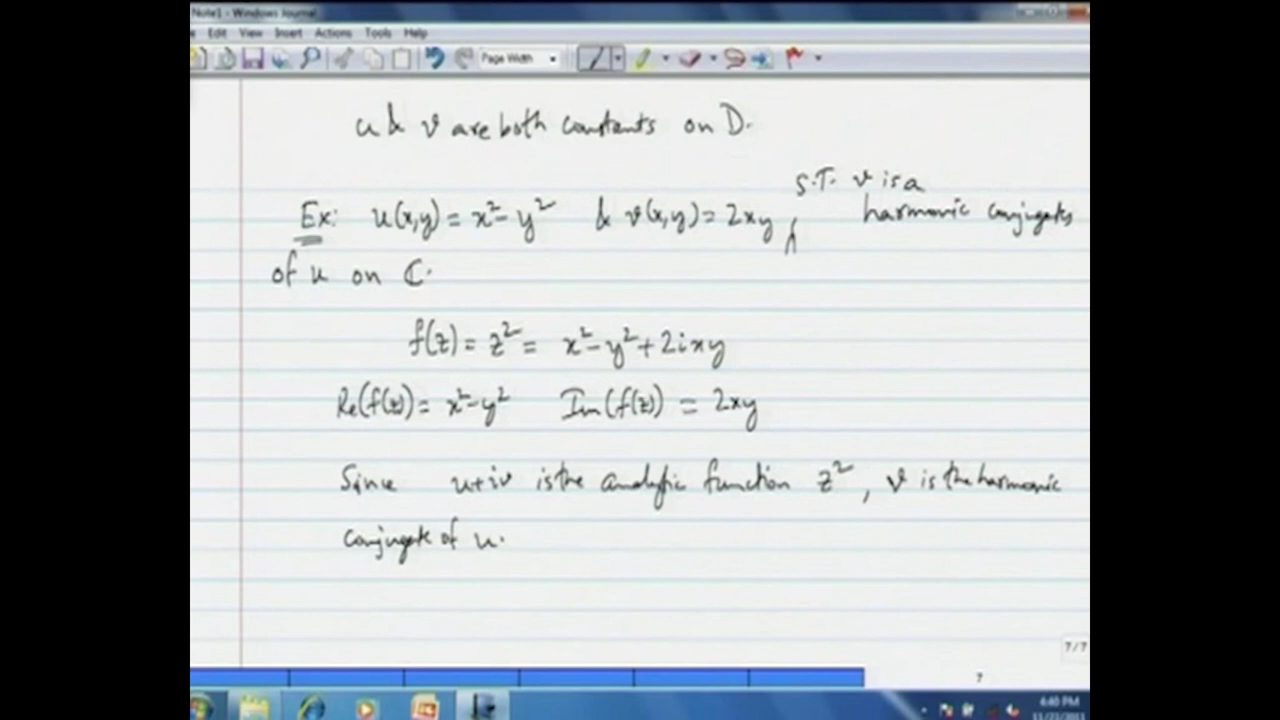 Note1 - Windows Journal
Edit View Insert Actions Tools Help
Page Width
u & v are both constants on D.
S.T. v is a
Ex: u(x,y) = x² - y² & v(x,y) = 2xy harmonic conjugates
of u on ℂ.
f(z) = z² = x² - y² + 2ixy
Re(f(z)) = x² - y² Im(f(z)) = 2xy
Since u+iv is the analytic function z², v is the harmonic
conjugate of u.
7/7
7
4:40 PM